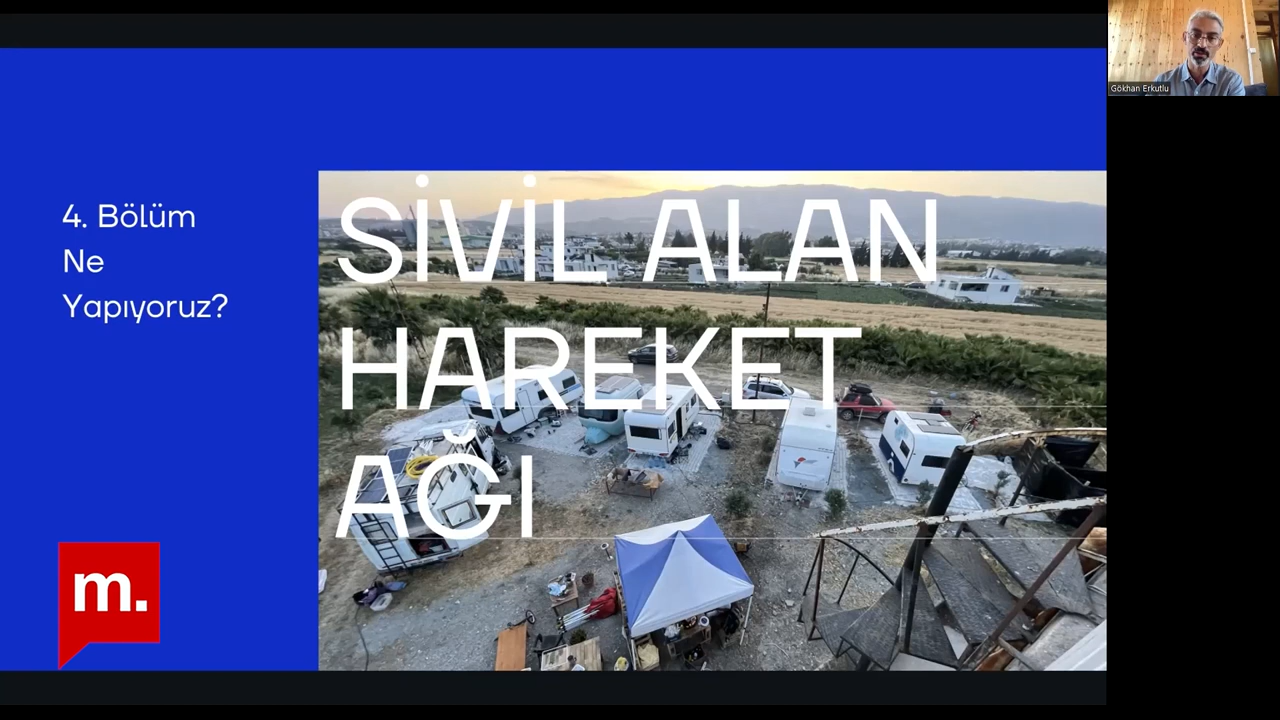 4. Bölüm
Ne
Yapıyoruz?
SİVİL ALAN
HAREKET
AĞI
m.
Gökhan Erkutlu